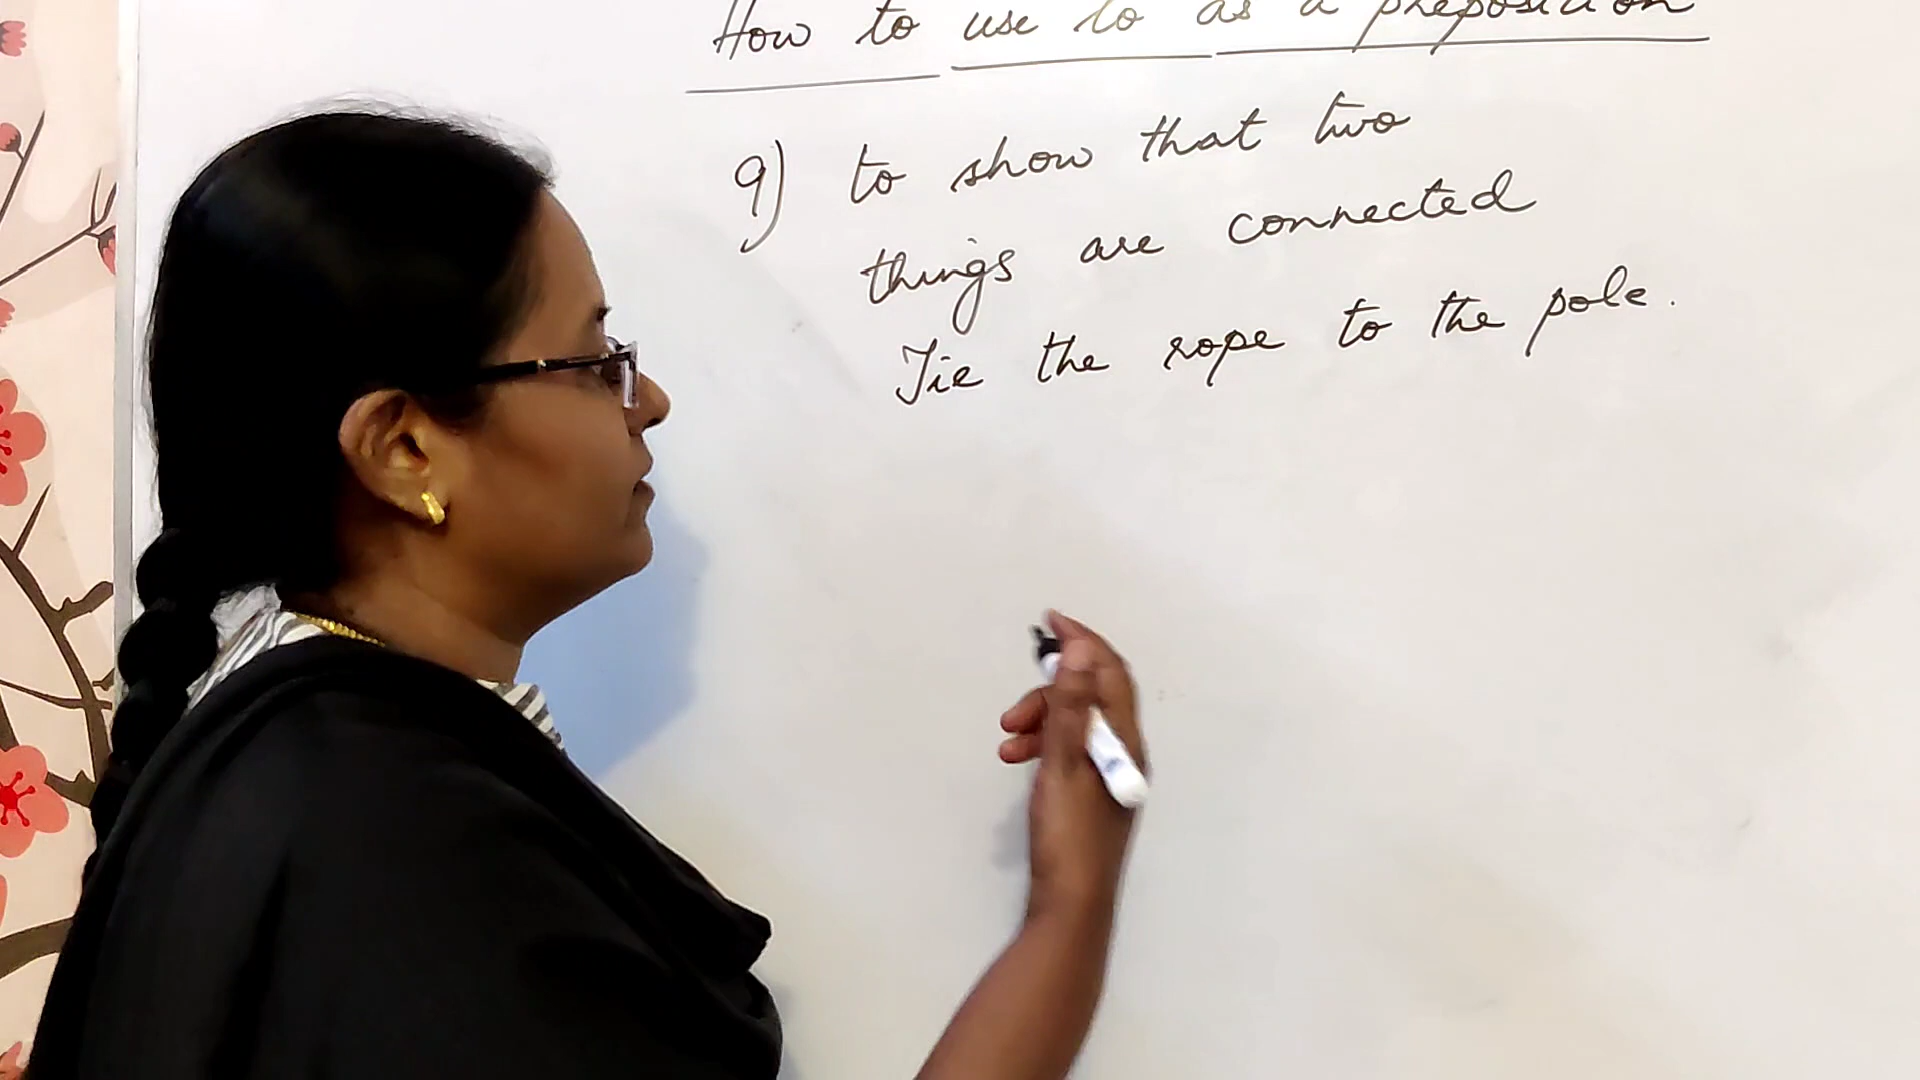 How to use to as a preposition
9) to show that two
things are connected
Tie the rope to the pole.